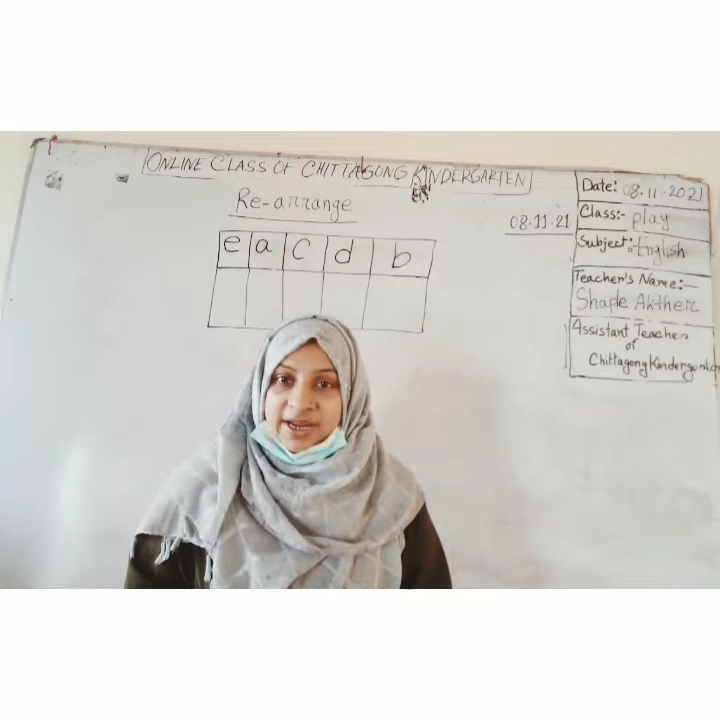 ONLINE CLASS OF CHITTAGONG KINDERGARTEN
Re-arrange
08.11.21
e a c d b
Date: 08.11.2021
Class:- play
Subject:- English
Teacher's Name:-
Shaple Akther
Assistant Teacher
of
Chittagong Kindergarten